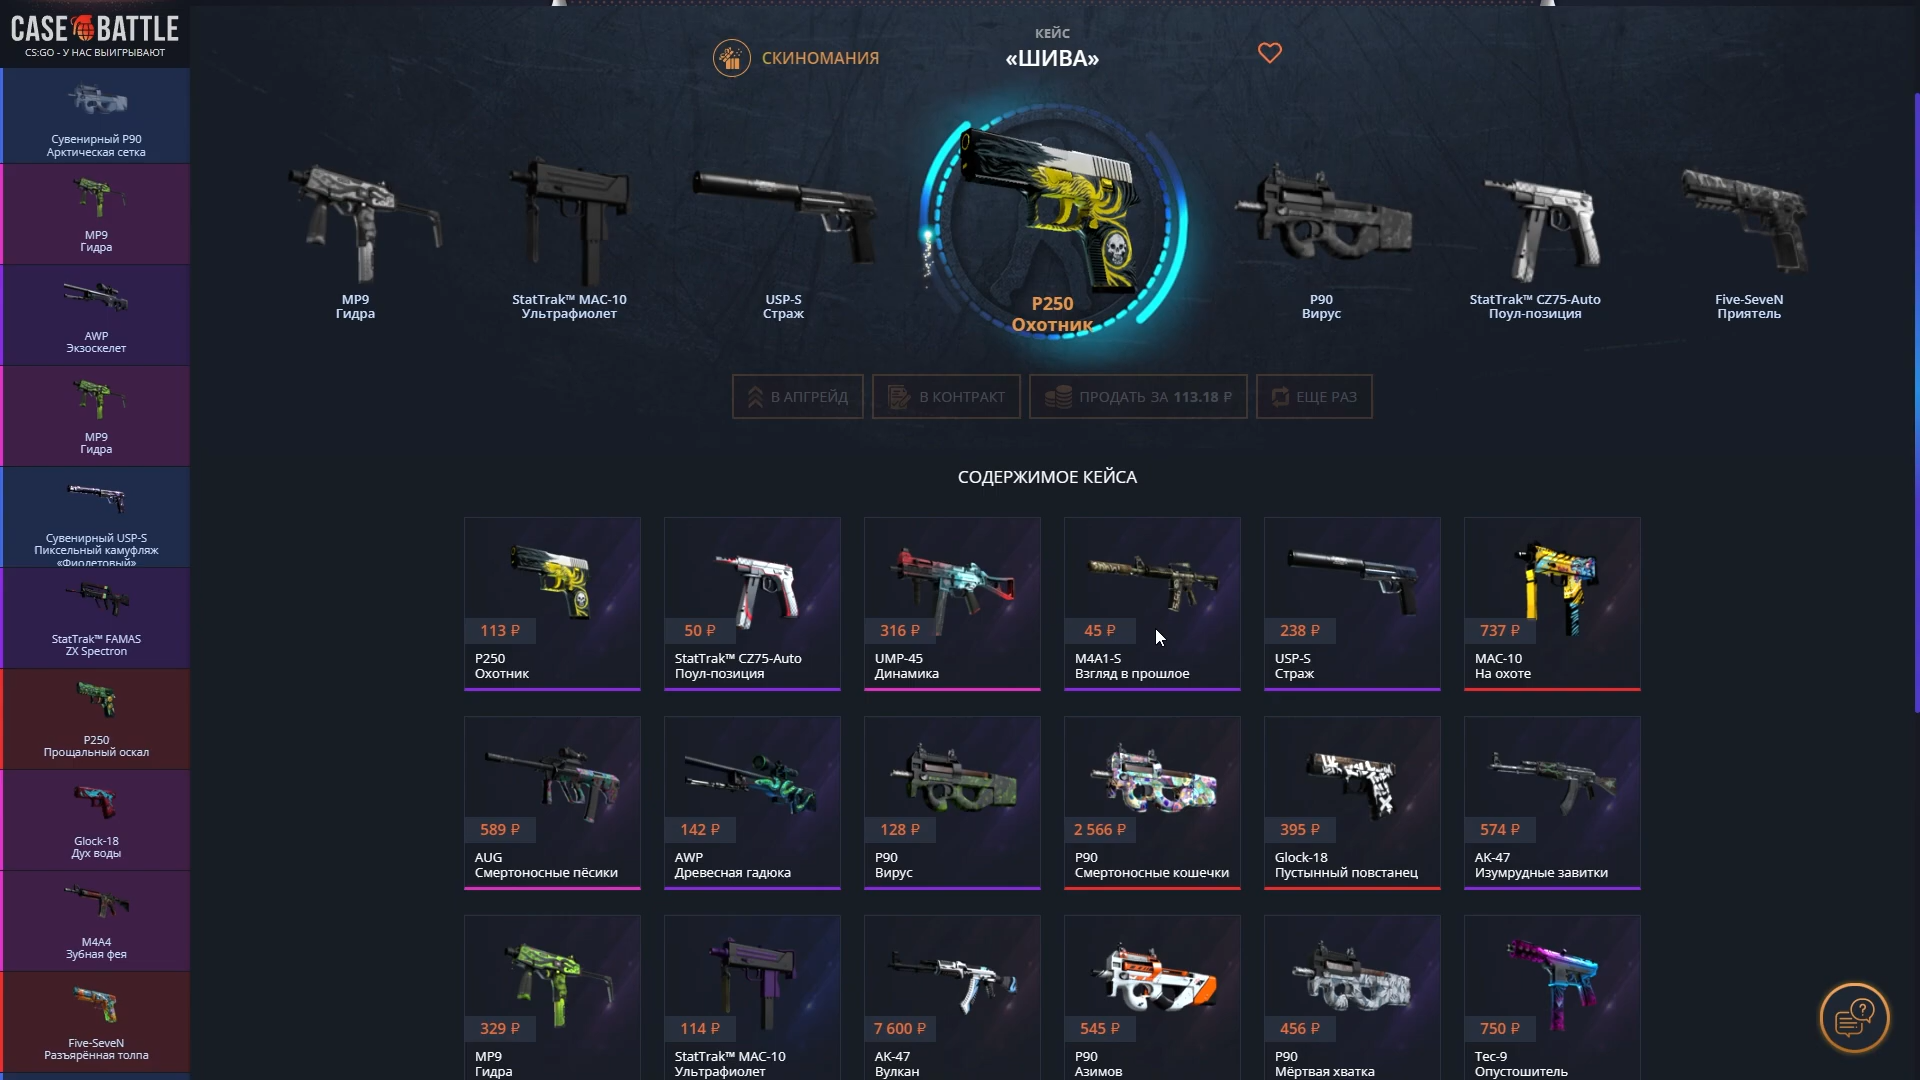 CASE BATTLE
CS:GO - У НАС ВЫИГРЫВАЮТ
Сувенирный P90
Арктическая сетка
MP9
Гидра
AWP
Экзоскелет
MP9
Гидра
Сувенирный USP-S
Пиксельный камуфляж
«Фиолетовый»
StatTrak™ FAMAS
ZX Spectron
P250
Прощальный оскал
Glock-18
Дух воды
M4A4
Зубная фея
Five-SeveN
Разъярённая толпа
СКИНОМАНИЯ
КЕЙС
«ШИВА»
MP9
Гидра
StatTrak™ MAC-10
Ультрафиолет
USP-S
Страж
P250
Охотник
P90
Вирус
StatTrak™ CZ75-Auto
Поул-позиция
Five-SeveN
Приятель
В АПГРЕЙД
В КОНТРАКТ
ПРОДАТЬ ЗА 113.18 ₽
ЕЩЕ РАЗ
СОДЕРЖИМОЕ КЕЙСА
113 ₽
P250
Охотник
50 ₽
StatTrak™ CZ75-Auto
Поул-позиция
316 ₽
UMP-45
Динамика
45 ₽
M4A1-S
Взгляд в прошлое
238 ₽
USP-S
Страж
737 ₽
MAC-10
На охоте
589 ₽
AUG
Смертоносные пёсики
142 ₽
AWP
Древесная гадюка
128 ₽
P90
Вирус
2 566 ₽
P90
Смертоносные кошечки
395 ₽
Glock-18
Пустынный повстанец
574 ₽
AK-47
Изумрудные завитки
329 ₽
MP9
Гидра
114 ₽
StatTrak™ MAC-10
Ультрафиолет
7 600 ₽
AK-47
Вулкан
545 ₽
P90
Азимов
456 ₽
P90
Мёртвая хватка
750 ₽
Tec-9
Опустошитель